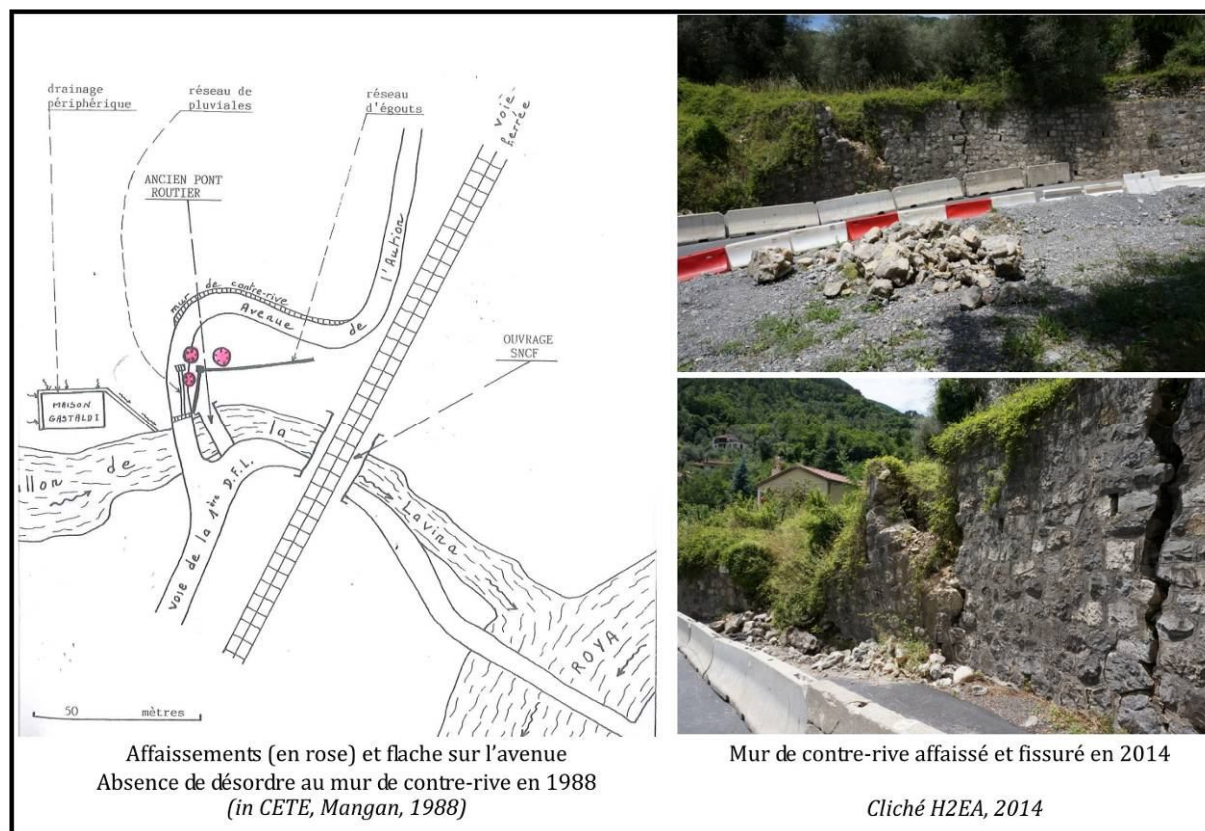 drainage
périphérique
réseau de
pluviales
réseau
d'égouts
voie
ferrée
ANCIEN PONT
ROUTIER
mur de contre-rive
Avenue de l'Aution
OUVRAGE
SNCF
MAISON
GASTALDI
llon de la Lavina
voie de la 1ère D.F.L.
ROYA
50 mètres
Affaissements (en rose) et flache sur l'avenue
Absence de désordre au mur de contre-rive en 1988
(in CETE, Mangan, 1988)
Mur de contre-rive affaissé et fissuré en 2014
Cliché H2EA, 2014